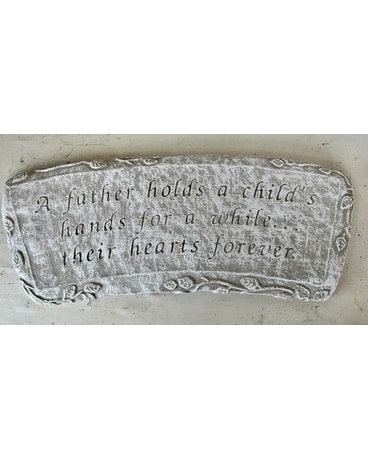 A father holds a child's
hands for a while...
their hearts forever.